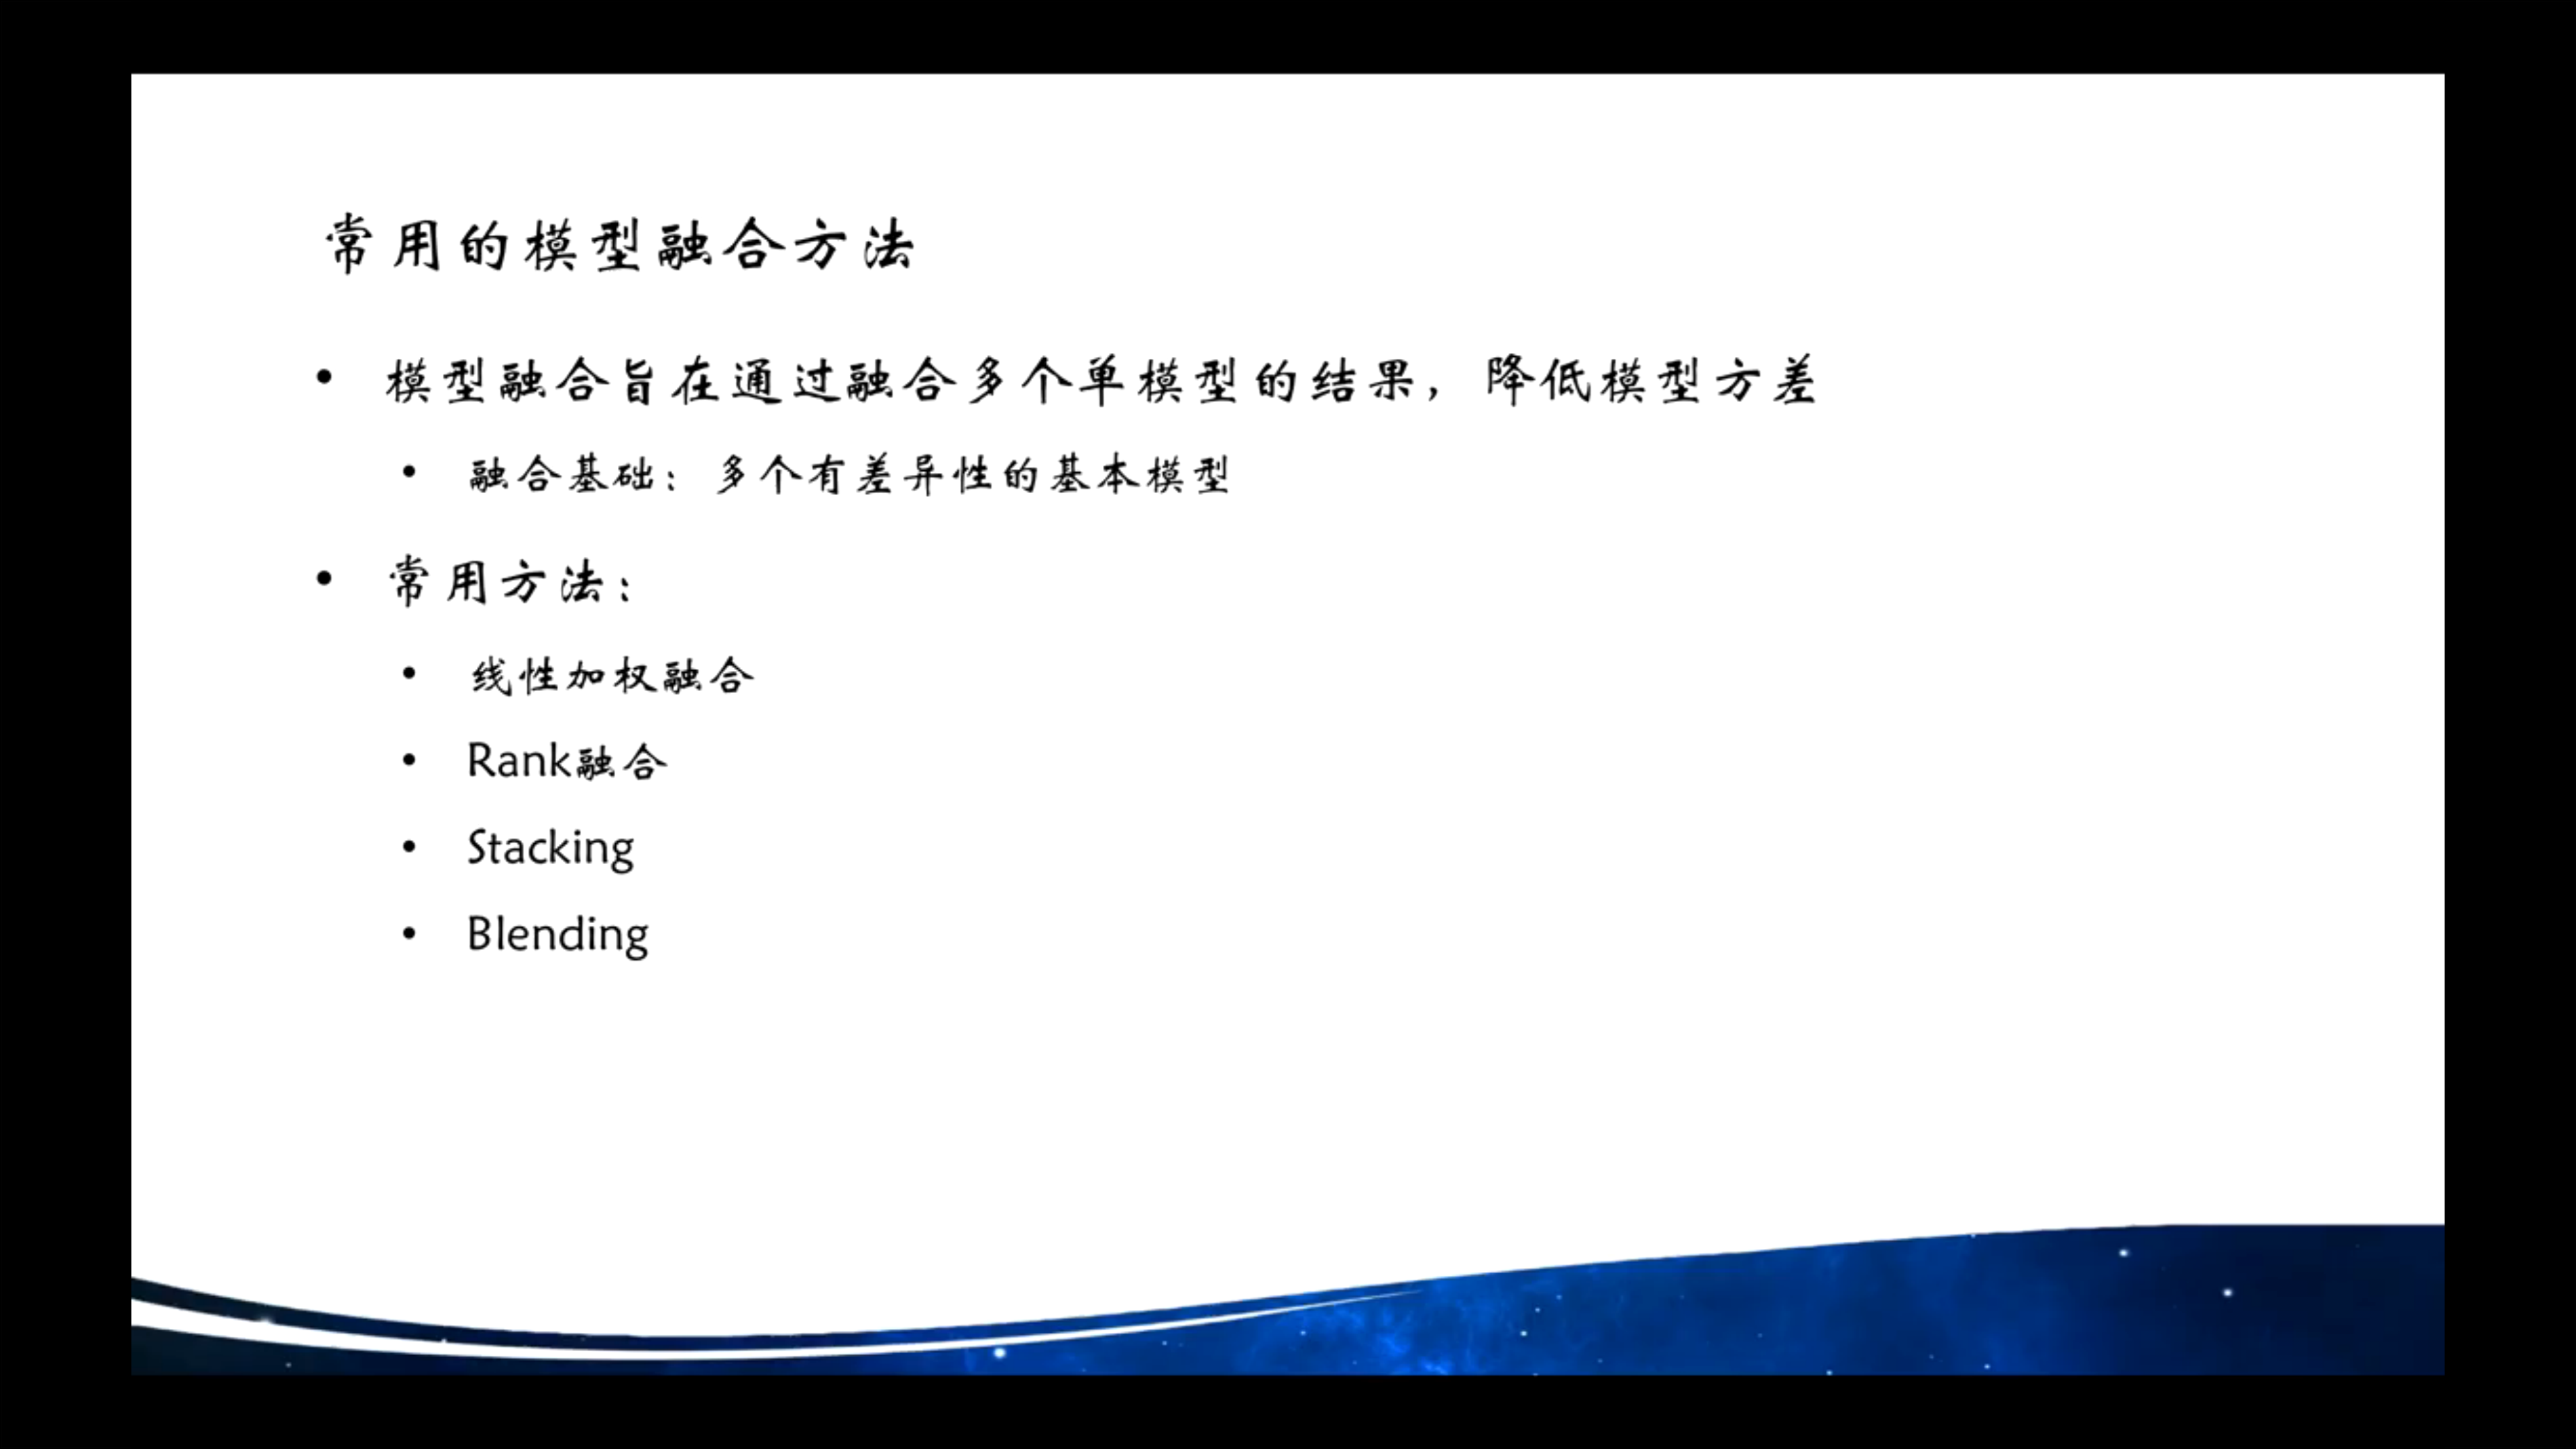 常用的模型融合方法
• 模型融合旨在通过融合多个单模型的结果，降低模型方差
• 融合基础：多个有差异性的基本模型
• 常用方法：
• 线性加权融合
• Rank融合
• Stacking
• Blending